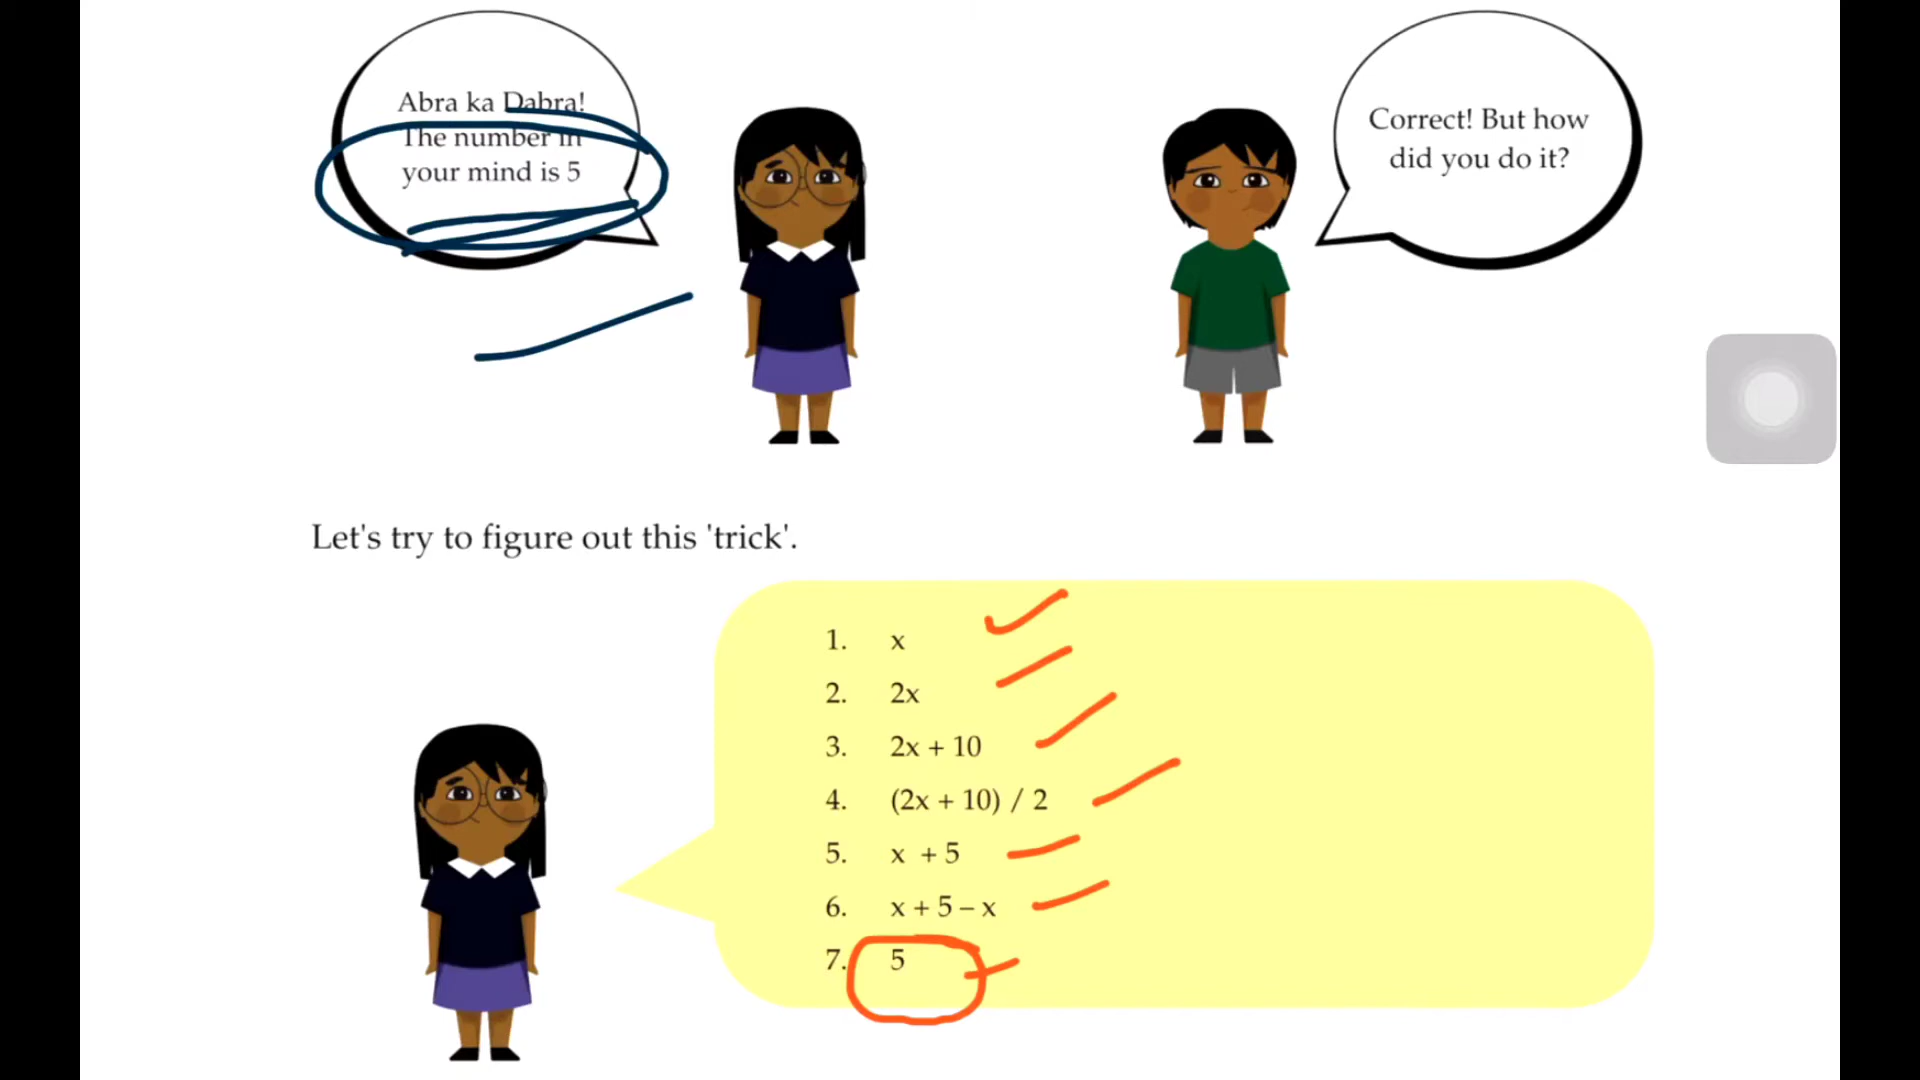 Abra ka Dabra!
The number in
your mind is 5
Correct! But how
did you do it?
Let's try to figure out this 'trick'.
1. x
2. 2x
3. 2x + 10
4. (2x + 10) / 2
5. x + 5
6. x + 5 – x
7. 5